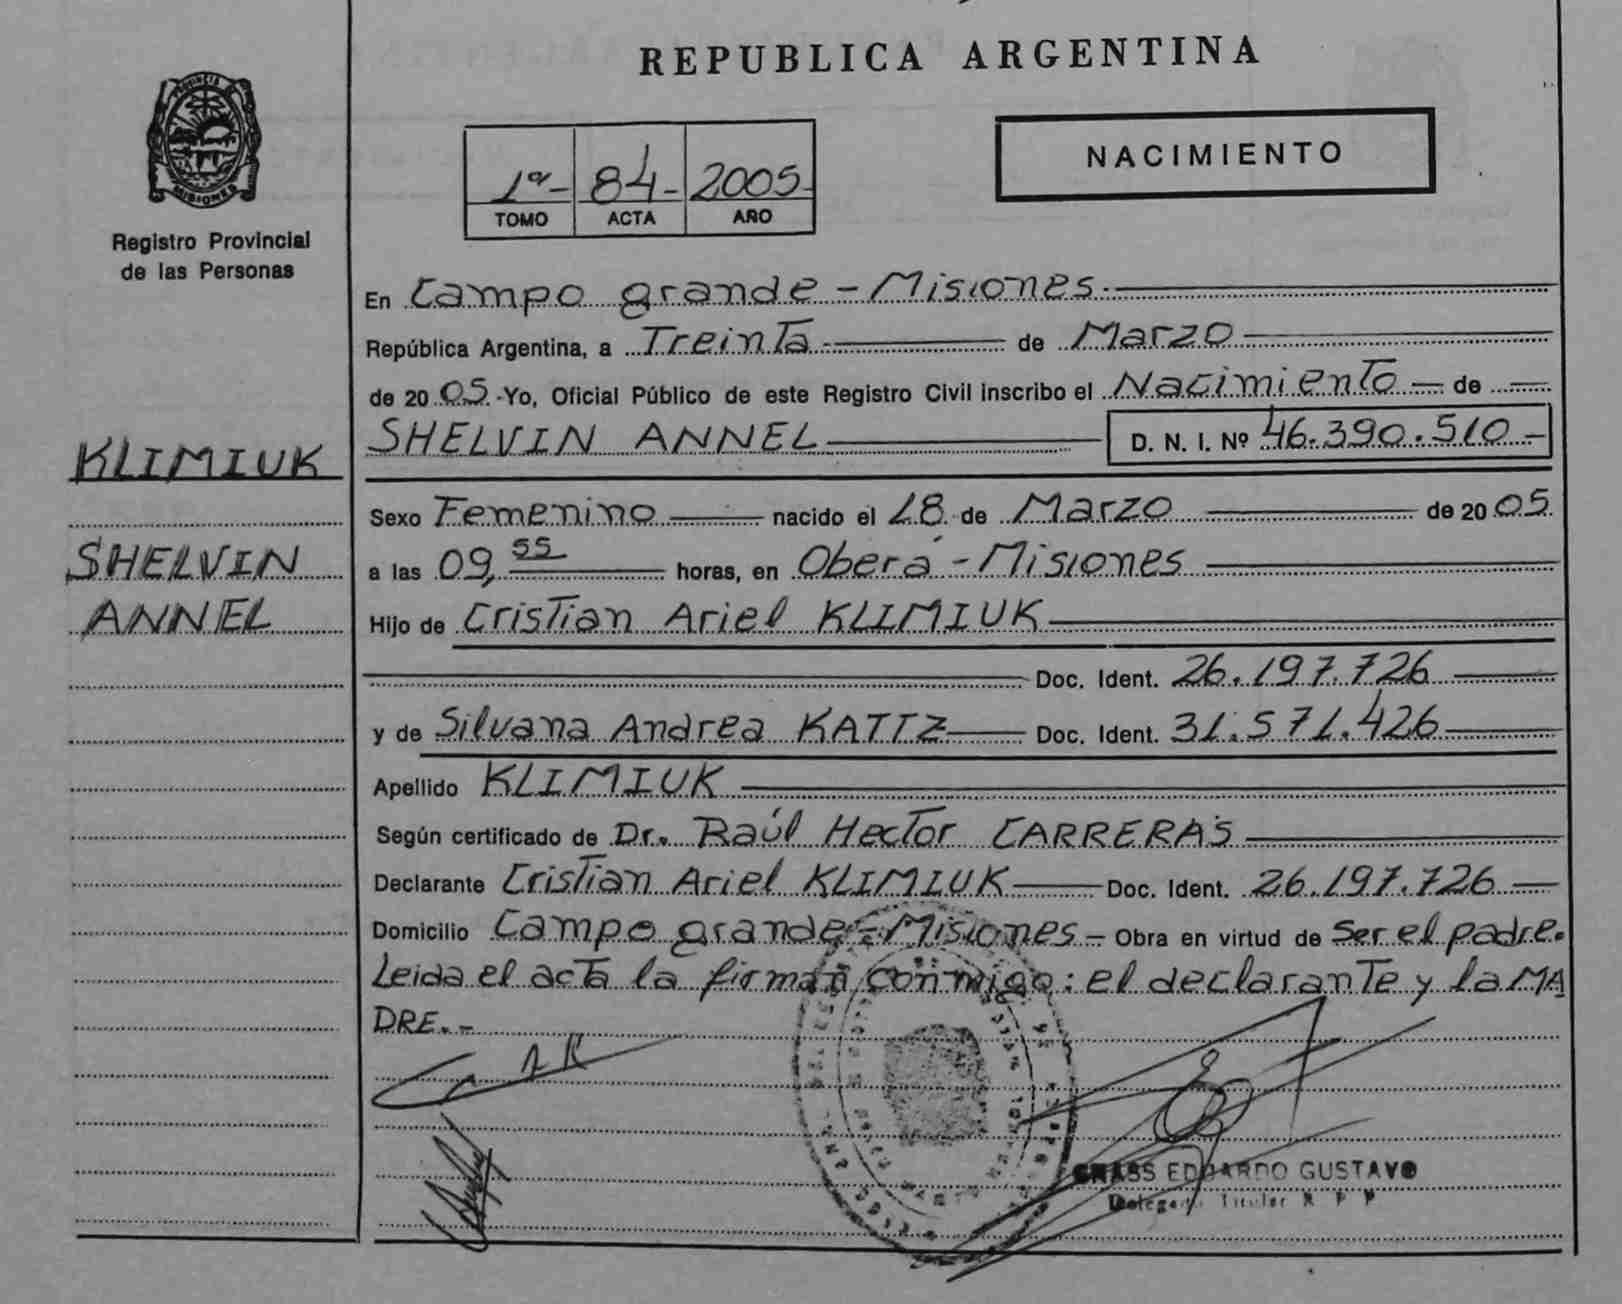 REPUBLICA ARGENTINA
PROVINCIA DE
MISIONES
Registro Provincial
de las Personas
1º- 84- 2005-
TOMO ACTA AÑO
NACIMIENTO
En Campo grande - Misiones.
República Argentina, a Treinta de Marzo
de 20 05 -Yo, Oficial Público de este Registro Civil inscribo el Nacimiento de
SHELVIN ANNEL D. N. I. Nº 46.390.510-
KLIMIUK
Sexo Femenino nacido el 18 de Marzo de 20 05
SHELVIN
a las 09,55 horas, en Oberá - Misiones
ANNEL
Hijo de Cristian Ariel KLIMIUK
Doc. Ident. 26.197.726
y de Silvana Andrea KATTZ Doc. Ident. 31.571.426
Apellido KLIMIUK
Según certificado de Dr. Raúl Hector CARRERAS
Declarante Cristian Ariel KLIMIUK Doc. Ident. 26.197.726
Domicilio Campo grande - Misiones - Obra en virtud de Ser el padre.
Leida el acta la firman conmigo: el declarante y la MA
DRE.-
EDUARDO GUSTAVO
Titular